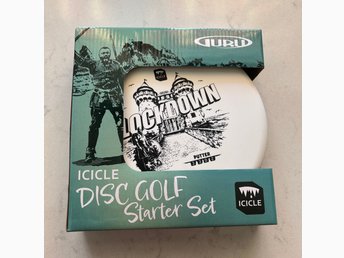 GURU
LOCKDOWN
PUTTER
ICICLE
DISC GOLF
Starter Set
ICICLE